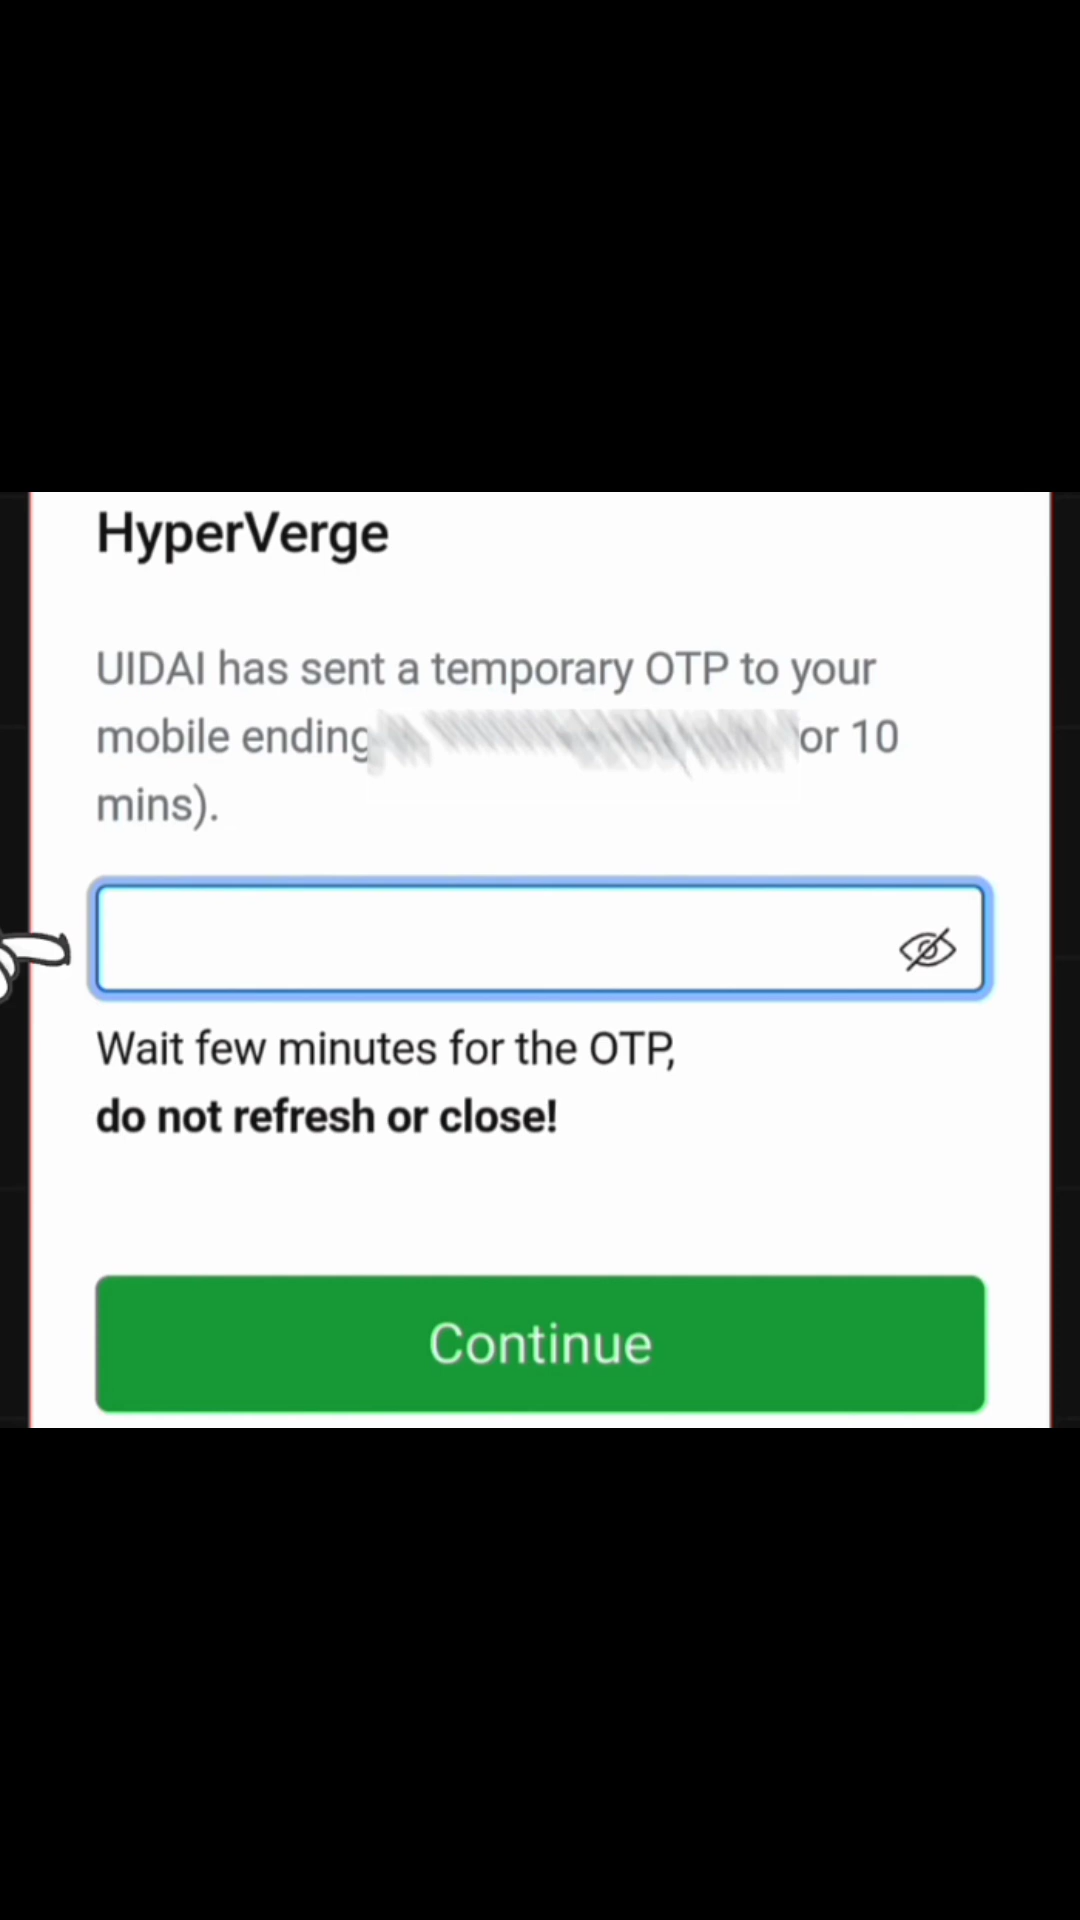 HyperVerge
UIDAI has sent a temporary OTP to your
mobile ending or 10
mins).
Wait few minutes for the OTP,
do not refresh or close!
Continue